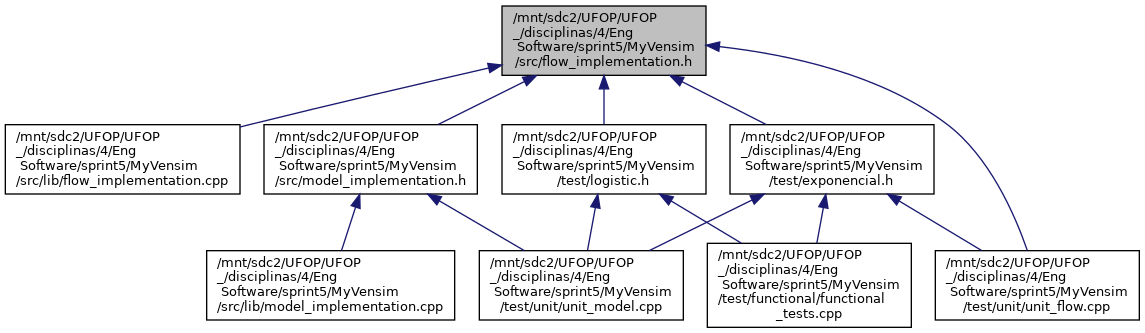 /mnt/sdc2/UFOP/UFOP
_/disciplinas/4/Eng
Software/sprint5/MyVensim
/src/flow_implementation.h
/mnt/sdc2/UFOP/UFOP
_/disciplinas/4/Eng
Software/sprint5/MyVensim
/src/lib/flow_implementation.cpp
/mnt/sdc2/UFOP/UFOP
_/disciplinas/4/Eng
Software/sprint5/MyVensim
/src/model_implementation.h
/mnt/sdc2/UFOP/UFOP
_/disciplinas/4/Eng
Software/sprint5/MyVensim
/test/logistic.h
/mnt/sdc2/UFOP/UFOP
_/disciplinas/4/Eng
Software/sprint5/MyVensim
/test/exponencial.h
/mnt/sdc2/UFOP/UFOP
_/disciplinas/4/Eng
Software/sprint5/MyVensim
/src/lib/model_implementation.cpp
/mnt/sdc2/UFOP/UFOP
_/disciplinas/4/Eng
Software/sprint5/MyVensim
/test/unit/unit_model.cpp
/mnt/sdc2/UFOP/UFOP
_/disciplinas/4/Eng
Software/sprint5/MyVensim
/test/functional/functional
_tests.cpp
/mnt/sdc2/UFOP/UFOP
_/disciplinas/4/Eng
Software/sprint5/MyVensim
/test/unit/unit_flow.cpp